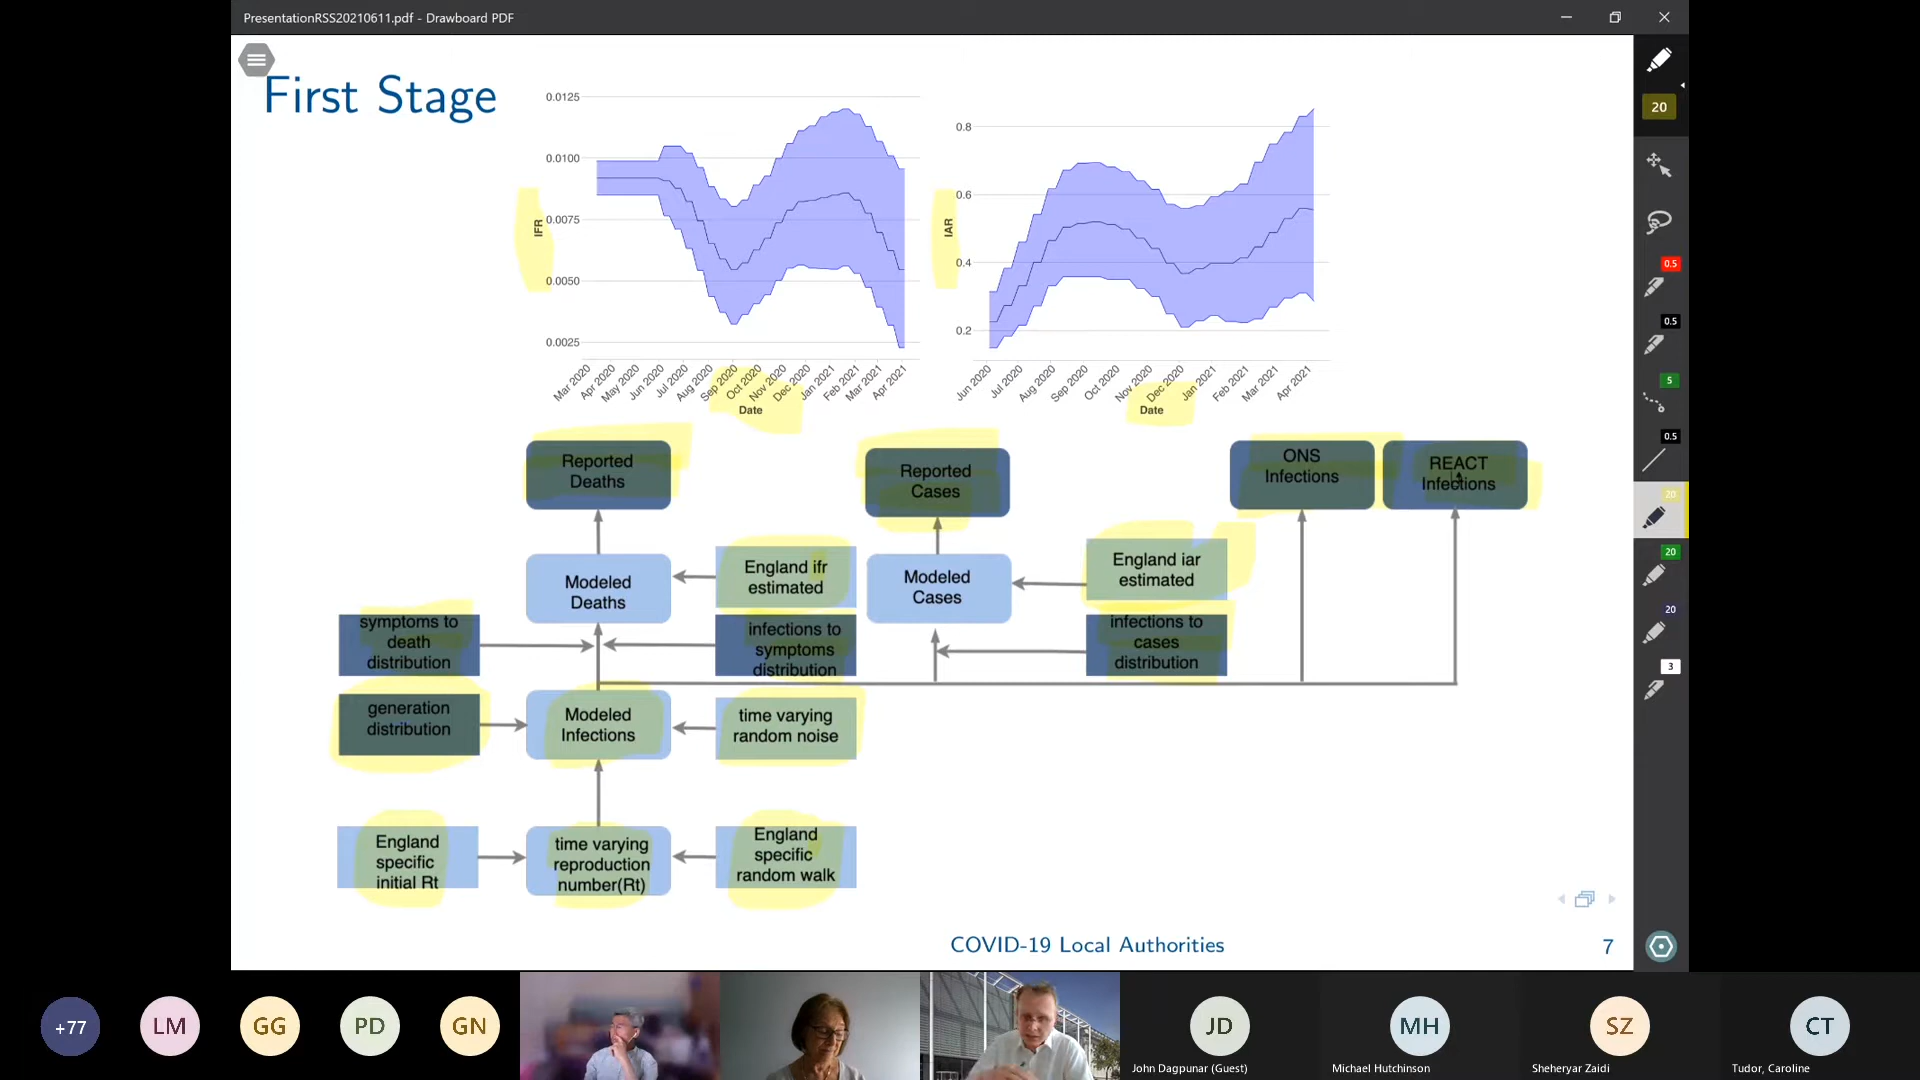 PresentationRSS20210611.pdf - Drawboard PDF
First Stage
0.0125
0.0100
0.0075
0.0050
0.0025
IFR
Mar 2020
Apr 2020
May 2020
Jun 2020
Jul 2020
Aug 2020
Sep 2020
Oct 2020
Nov 2020
Dec 2020
Jan 2021
Feb 2021
Mar 2021
Apr 2021
Date
0.8
0.6
0.4
0.2
IAR
Jun 2020
Jul 2020
Aug 2020
Sep 2020
Oct 2020
Nov 2020
Dec 2020
Jan 2021
Feb 2021
Mar 2021
Apr 2021
Date
Reported
Deaths
Reported
Cases
ONS
Infections
REACT
Infections
Modeled
Deaths
England ifr
estimated
Modeled
Cases
England iar
estimated
symptoms to
death
distribution
infections to
symptoms
distribution
infections to
cases
distribution
generation
distribution
Modeled
Infections
time varying
random noise
England
specific
initial Rt
time varying
reproduction
number(Rt)
England
specific
random walk
COVID-19 Local Authorities
7
20
0.5
0.5
5
0.5
20
20
20
3
+77
LM
GG
PD
GN
JD
John Dagpunar (Guest)
MH
Michael Hutchinson
SZ
Sheheryar Zaidi
CT
Tudor, Caroline